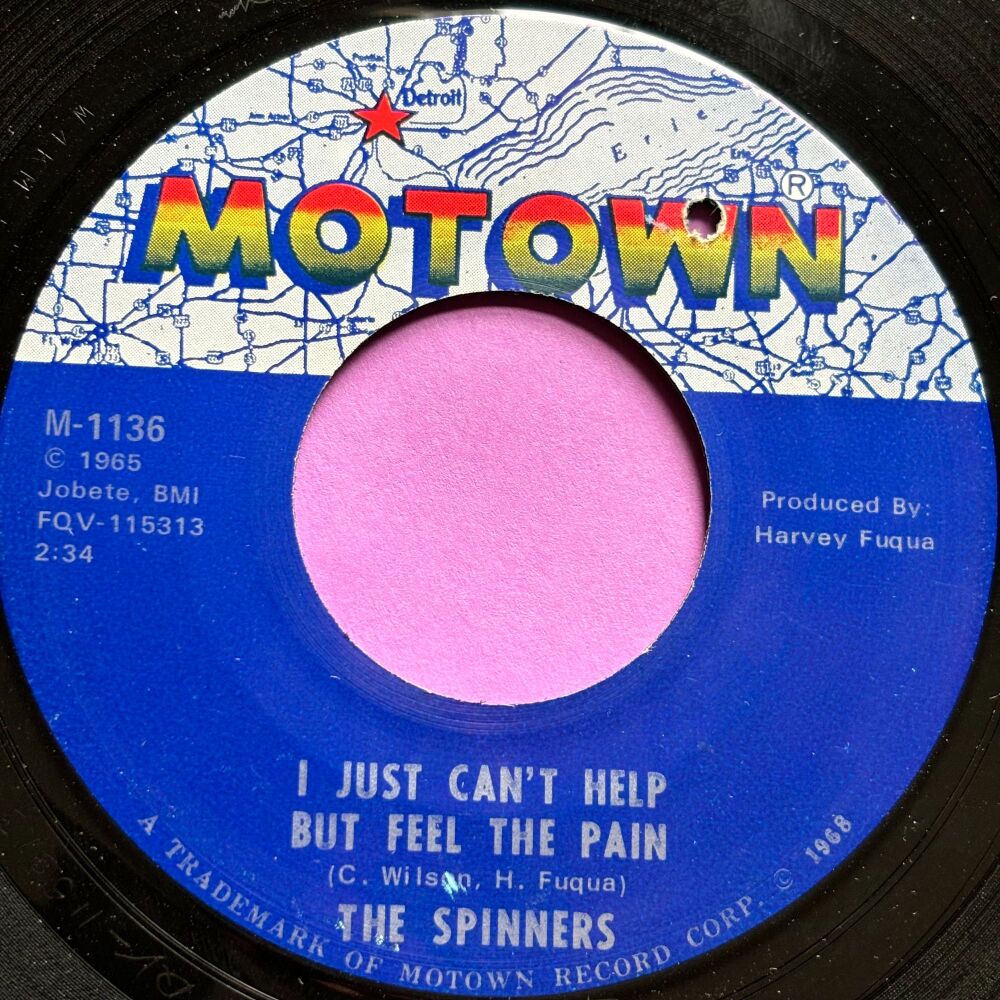 Detroit
Erie
MOTOWN®
M-1136
© 1965
Jobete, BMI
FQV-115313
2:34
Produced By:
Harvey Fuqua
I JUST CAN'T HELP
BUT FEEL THE PAIN
(C. Wilson, H. Fuqua)
THE SPINNERS
A TRADEMARK OF MOTOWN RECORD CORP. © 1968